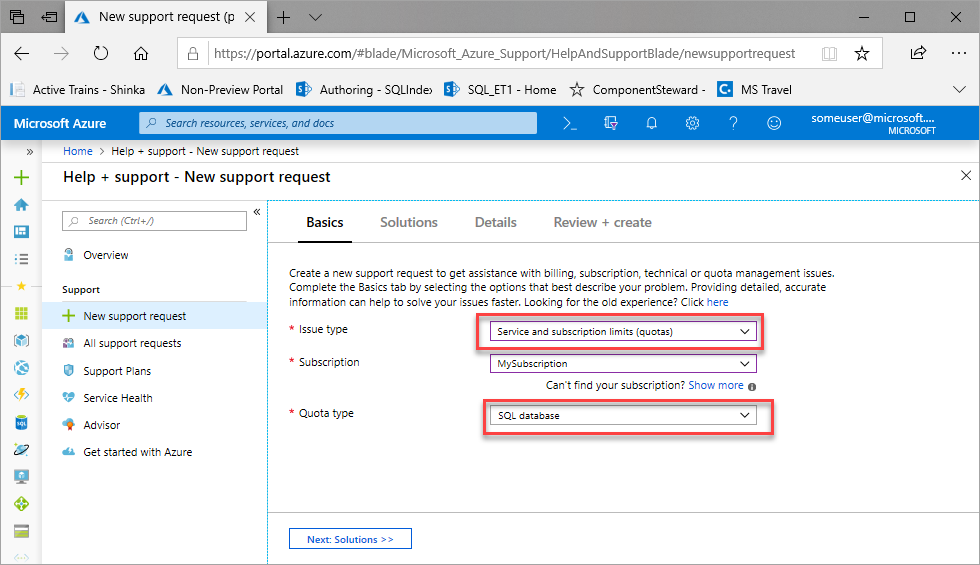 New support request (p
https://portal.azure.com/#blade/Microsoft_Azure_Support/HelpAndSupportBlade/newsupportrequest
Active Trains - Shinka
Non-Preview Portal
Authoring - SQLIndex
SQL_ET1 - Home
ComponentSteward -
MS Travel
Microsoft Azure
Search resources, services, and docs
someuser@microsoft....
MICROSOFT
Home > Help + support - New support request
Help + support - New support request
Search (Ctrl+/)
Overview
Support
New support request
All support requests
Support Plans
Service Health
Advisor
Get started with Azure
Basics
Solutions
Details
Review + create
Create a new support request to get assistance with billing, subscription, technical or quota management issues.
Complete the Basics tab by selecting the options that best describe your problem. Providing detailed, accurate
information can help to solve your issues faster. Looking for the old experience? Click here
* Issue type
Service and subscription limits (quotas)
* Subscription
MySubscription
Can't find your subscription? Show more
* Quota type
SQL database
Next: Solutions >>
SQL